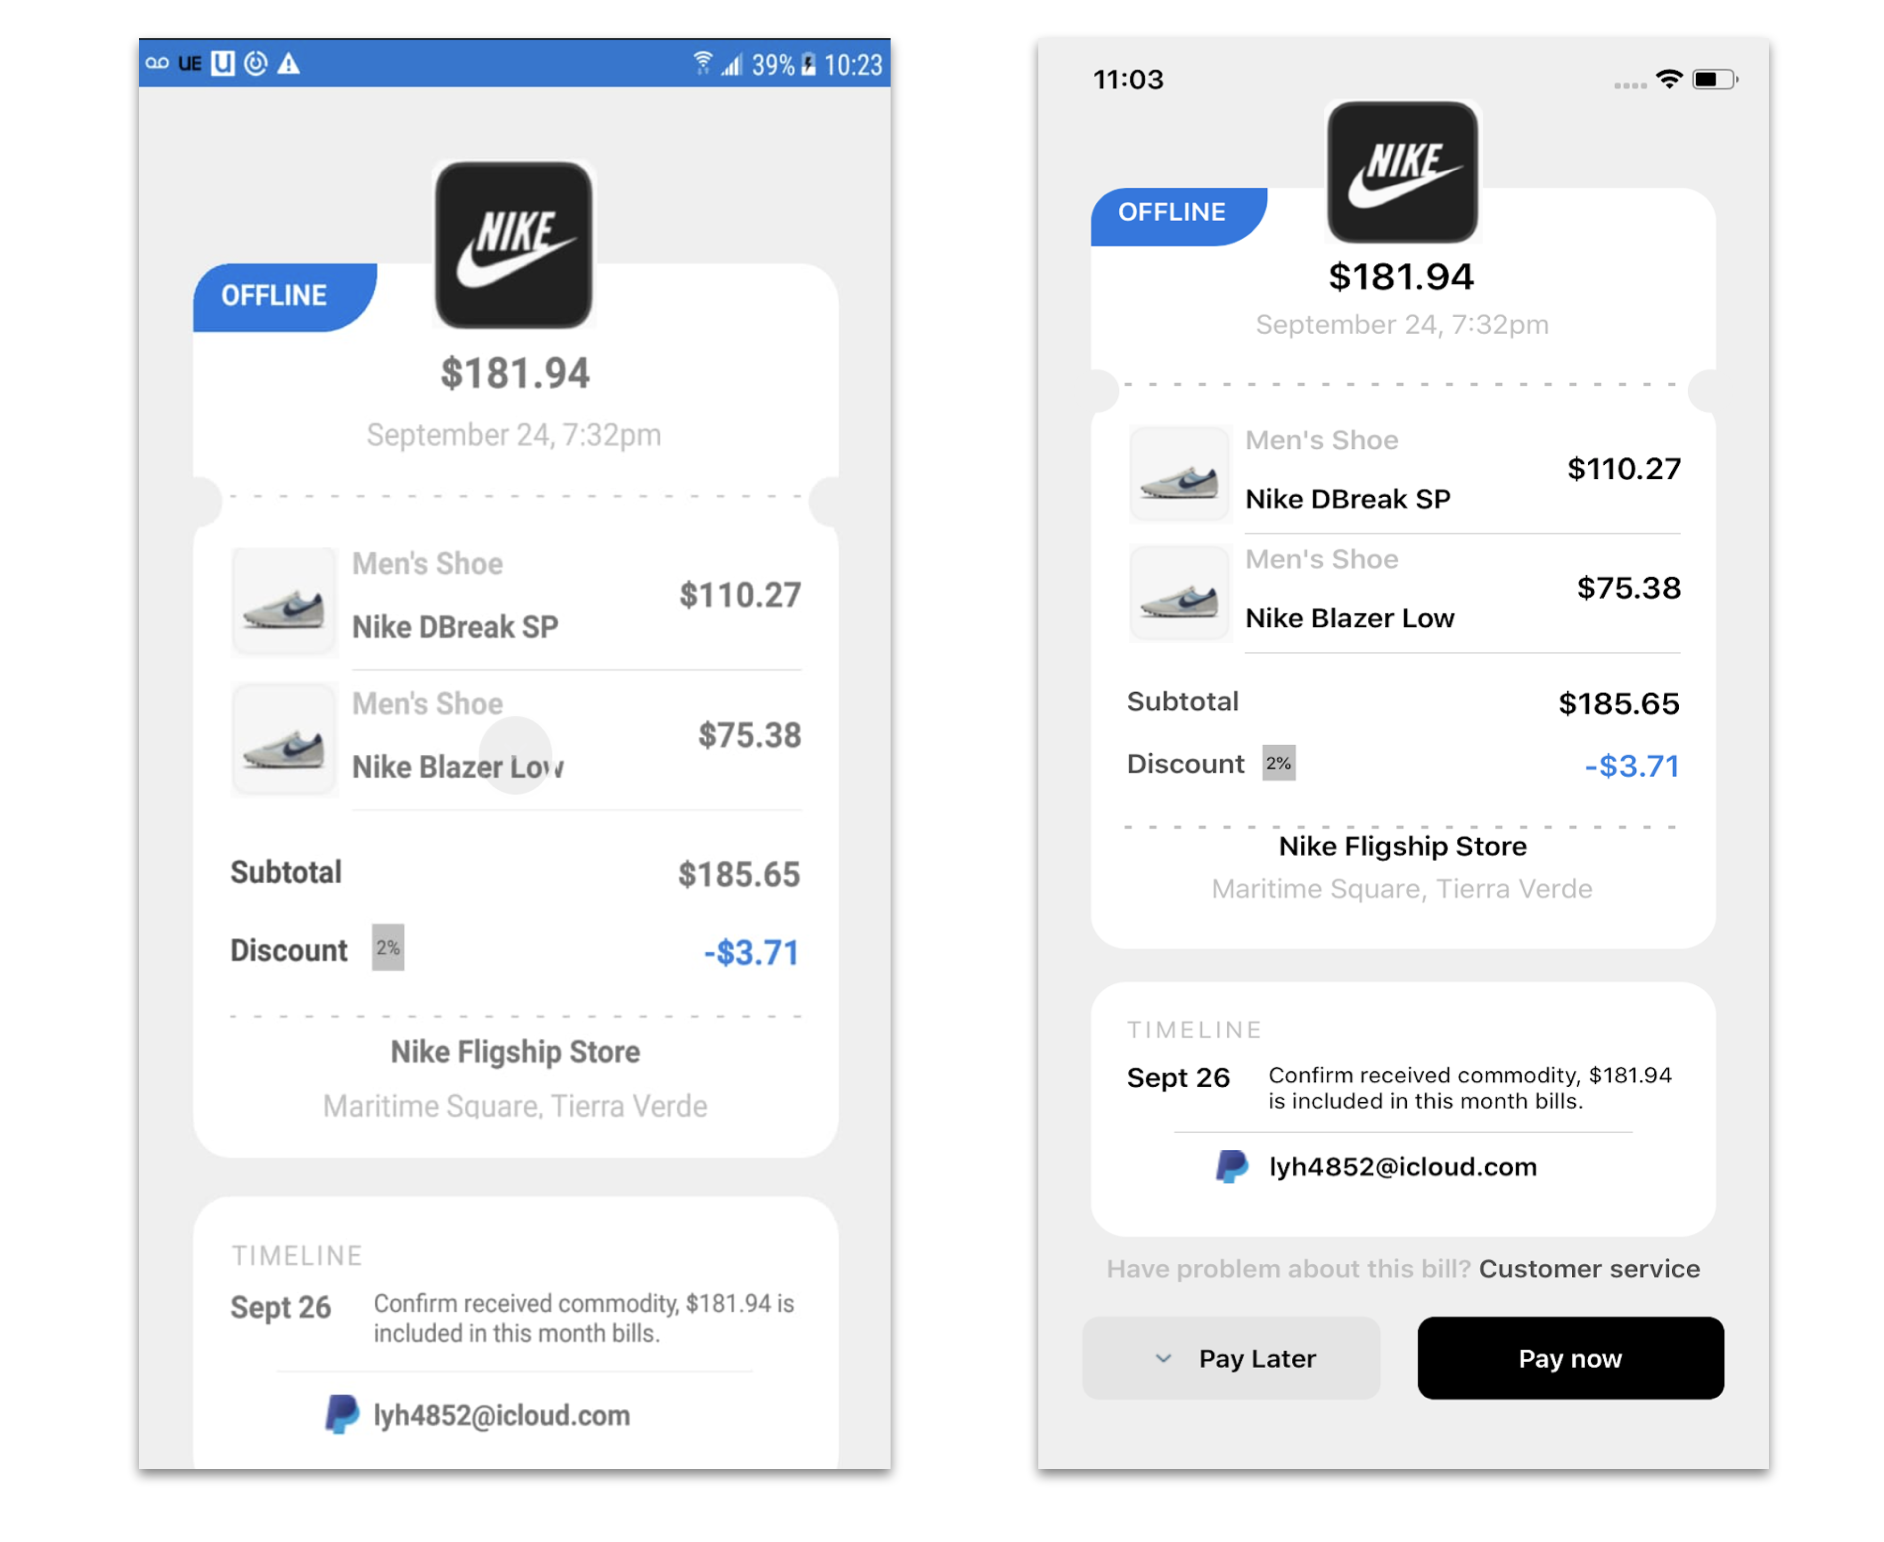 UE U 39% 10:23
NIKE
OFFLINE
$181.94
September 24, 7:32pm
Men's Shoe
$110.27
Nike DBreak SP
Men's Shoe
$75.38
Nike Blazer Low
Subtotal $185.65
Discount 2% -$3.71
Nike Fligship Store
Maritime Square, Tierra Verde
TIMELINE
Sept 26 Confirm received commodity, $181.94 is
included in this month bills.
lyh4852@icloud.com
11:03
NIKE
OFFLINE
$181.94
September 24, 7:32pm
Men's Shoe
$110.27
Nike DBreak SP
Men's Shoe
$75.38
Nike Blazer Low
Subtotal $185.65
Discount 2% -$3.71
Nike Fligship Store
Maritime Square, Tierra Verde
TIMELINE
Sept 26 Confirm received commodity, $181.94
is included in this month bills.
lyh4852@icloud.com
Have problem about this bill? Customer service
Pay Later Pay now